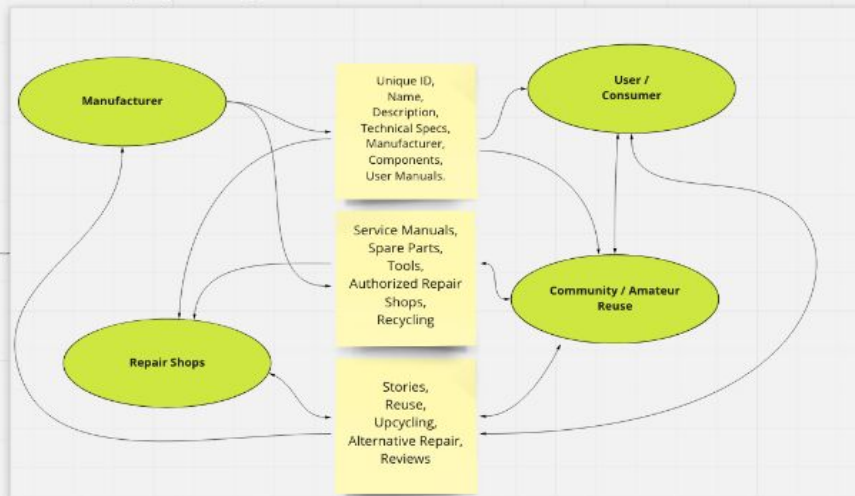 Manufacturer
Unique ID,
Name,
Description,
Technical Specs,
Manufacturer,
Components,
User Manuals.
User /
Consumer
Service Manuals,
Spare Parts,
Tools,
Authorized Repair
Shops,
Recycling
Community / Amateur
Reuse
Repair Shops
Stories,
Reuse,
Upcycling,
Alternative Repair,
Reviews